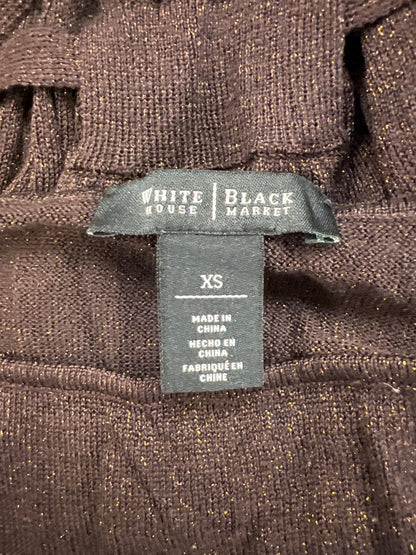 WHITE | BLACK
HOUSE | MARKET
XS
MADE IN
CHINA
HECHO EN
CHINA
FABRIQUÉ EN
CHINE